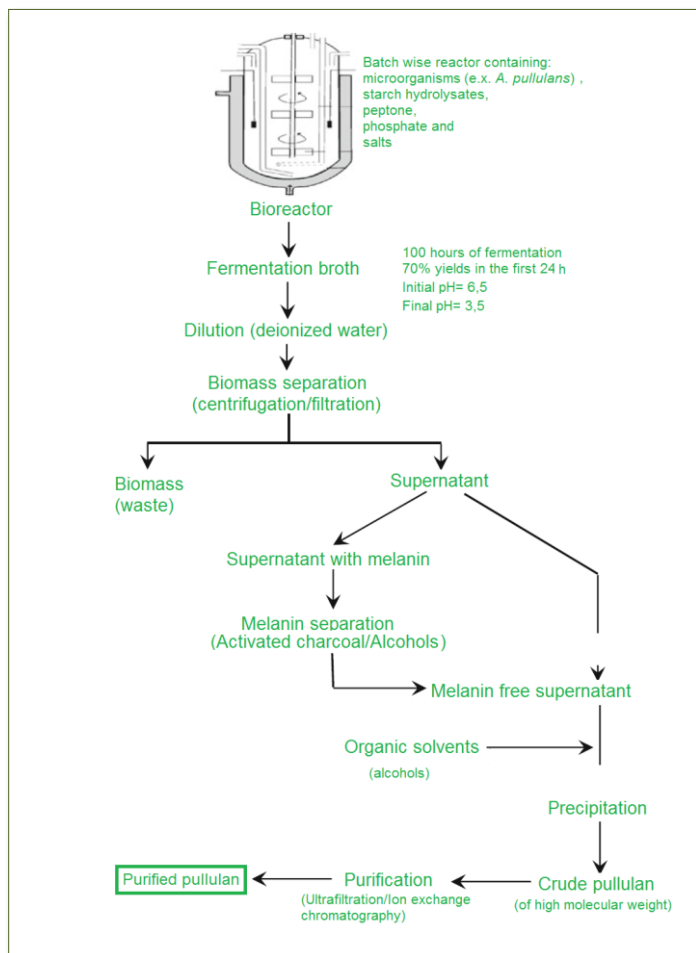 Batch wise reactor containing:
microorganisms (e.x. A. pullulans) ,
starch hydrolysates,
peptone,
phosphate and
salts
Bioreactor
100 hours of fermentation
70% yields in the first 24 h
Initial pH= 6,5
Final pH= 3,5
Fermentation broth
Dilution (deionized water)
Biomass separation
(centrifugation/filtration)
Biomass
(waste)
Supernatant
Supernatant with melanin
Melanin separation
(Activated charcoal/Alcohols)
Melanin free supernatant
Organic solvents
(alcohols)
Precipitation
Crude pullulan
(of high molecular weight)
Purification
(Ultrafiltration/Ion exchange
chromatography)
Purified pullulan